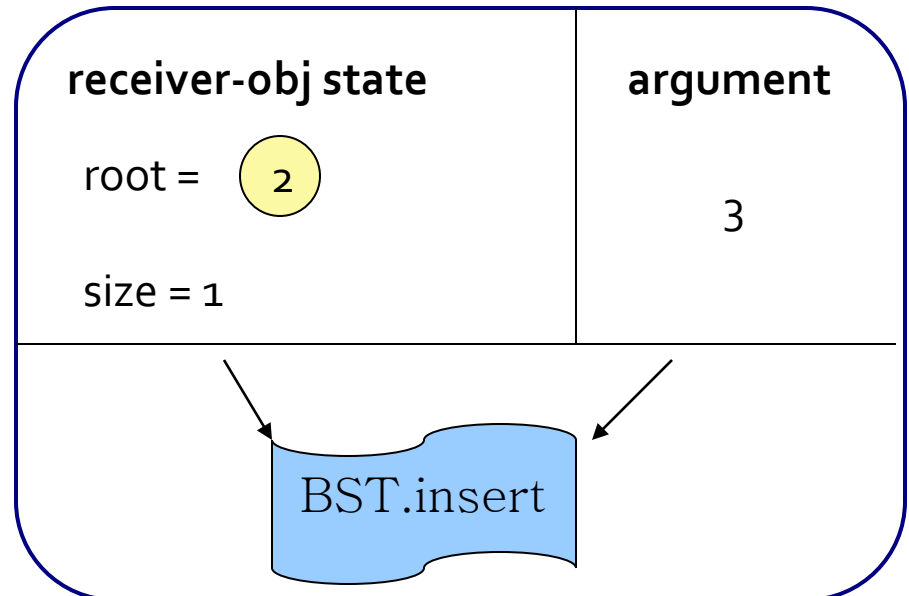 receiver-obj state
argument
root = 2
3
size = 1
BST.insert